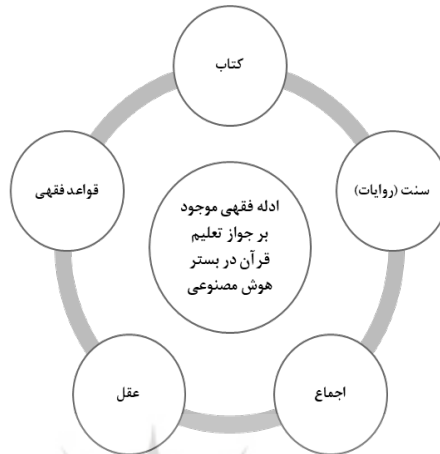 کتاب
سنت (روایات)
قواعد فقهی
ادله فقهی موجود
بر جواز تعلیم
قرآن در بستر
هوش مصنوعی
اجماع
عقل